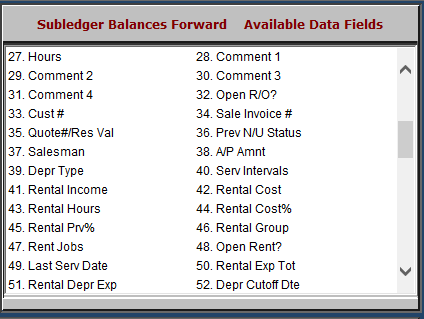 Subledger Balances Forward    Available Data Fields
27. Hours    28. Comment 1
29. Comment 2    30. Comment 3
31. Comment 4    32. Open R/O?
33. Cust #    34. Sale Invoice #
35. Quote#/Res Val    36. Prev N/U Status
37. Salesman    38. A/P Amnt
39. Depr Type    40. Serv Intervals
41. Rental Income    42. Rental Cost
43. Rental Hours    44. Rental Cost%
45. Rental Prv%    46. Rental Group
47. Rent Jobs    48. Open Rent?
49. Last Serv Date    50. Rental Exp Tot
51. Rental Depr Exp    52. Depr Cutoff Dte